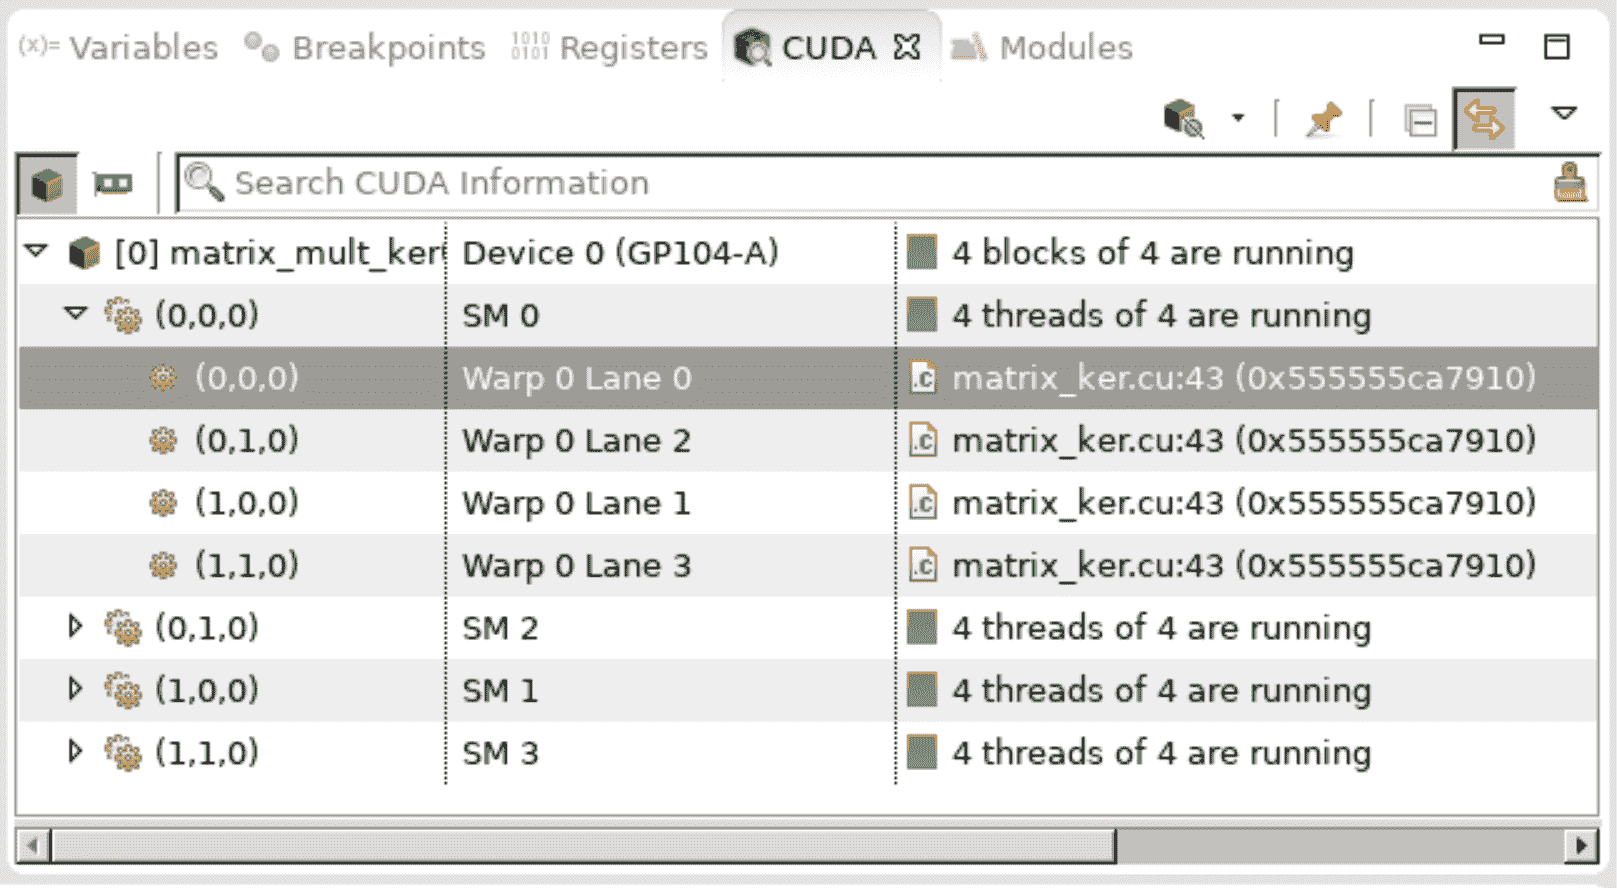 (x)= Variables Breakpoints 1010 0101 Registers CUDA Modules
Search CUDA Information
[0] matrix_mult_ker Device 0 (GP104-A) 4 blocks of 4 are running
(0,0,0) SM 0 4 threads of 4 are running
(0,0,0) Warp 0 Lane 0 .c matrix_ker.cu:43 (0x555555ca7910)
(0,1,0) Warp 0 Lane 2 .c matrix_ker.cu:43 (0x555555ca7910)
(1,0,0) Warp 0 Lane 1 .c matrix_ker.cu:43 (0x555555ca7910)
(1,1,0) Warp 0 Lane 3 .c matrix_ker.cu:43 (0x555555ca7910)
(0,1,0) SM 2 4 threads of 4 are running
(1,0,0) SM 1 4 threads of 4 are running
(1,1,0) SM 3 4 threads of 4 are running